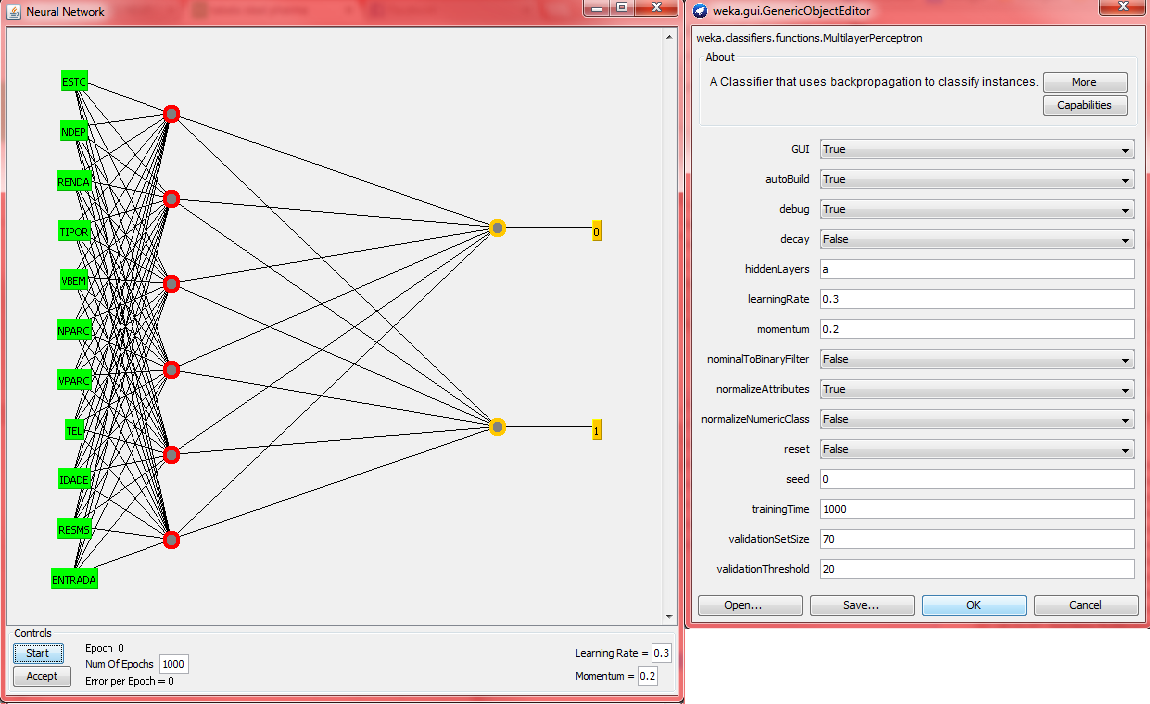 Neural Network
ESTC
NDEP
RENDA
TIPOR
VBEM
NPARC
VPARC
TEL
IDADE
RESMS
ENTRADA
0
1
Controls
Start
Accept
Epoch 0
Num Of Epochs 1000
Error per Epoch = 0
Learning Rate = 0.3
Momentum = 0.2
weka.gui.GenericObjectEditor
weka.classifiers.functions.MultilayerPerceptron
About
A Classifier that uses backpropagation to classify instances.
More
Capabilities
GUI True
autoBuild True
debug True
decay False
hiddenLayers a
learningRate 0.3
momentum 0.2
nominalToBinaryFilter False
normalizeAttributes True
normalizeNumericClass False
reset False
seed 0
trainingTime 1000
validationSetSize 70
validationThreshold 20
Open... Save... OK Cancel